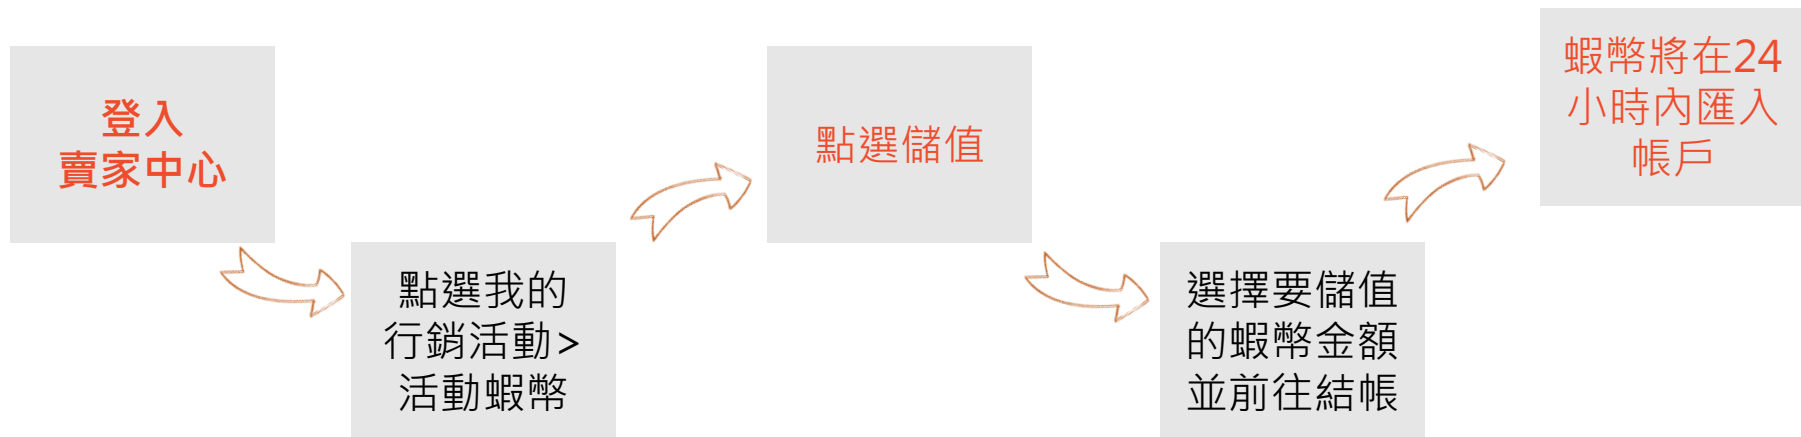 登入
賣家中心
點選我的
行銷活動>
活動蝦幣
點選儲值
選擇要儲值
的蝦幣金額
並前往結帳
蝦幣將在24
小時內匯入
帳戶